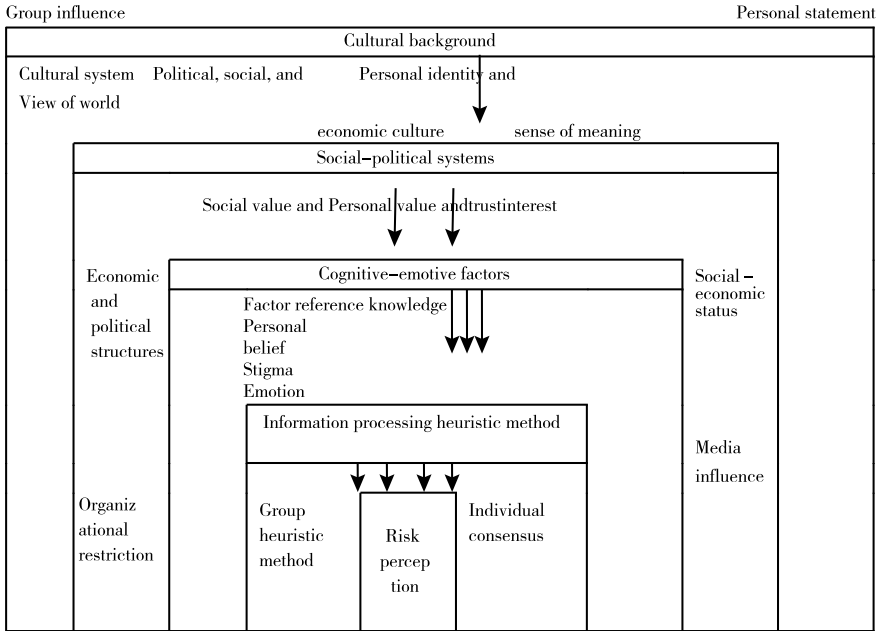 Group influence
Personal statement
Cultural background
Cultural system
Political, social, and
Personal identity and
View of world
economic culture
sense of meaning
Social–political systems
Social value and Personal value andtrustinterest
Economic
and
political
structures
Cognitive–emotive factors
Social –
economic
status
Factor reference knowledge
Personal
belief
Stigma
Emotion
Information processing heuristic method
Media
influence
Organiz
ational
restriction
Group
heuristic
method
Risk
percep
tion
Individual
consensus